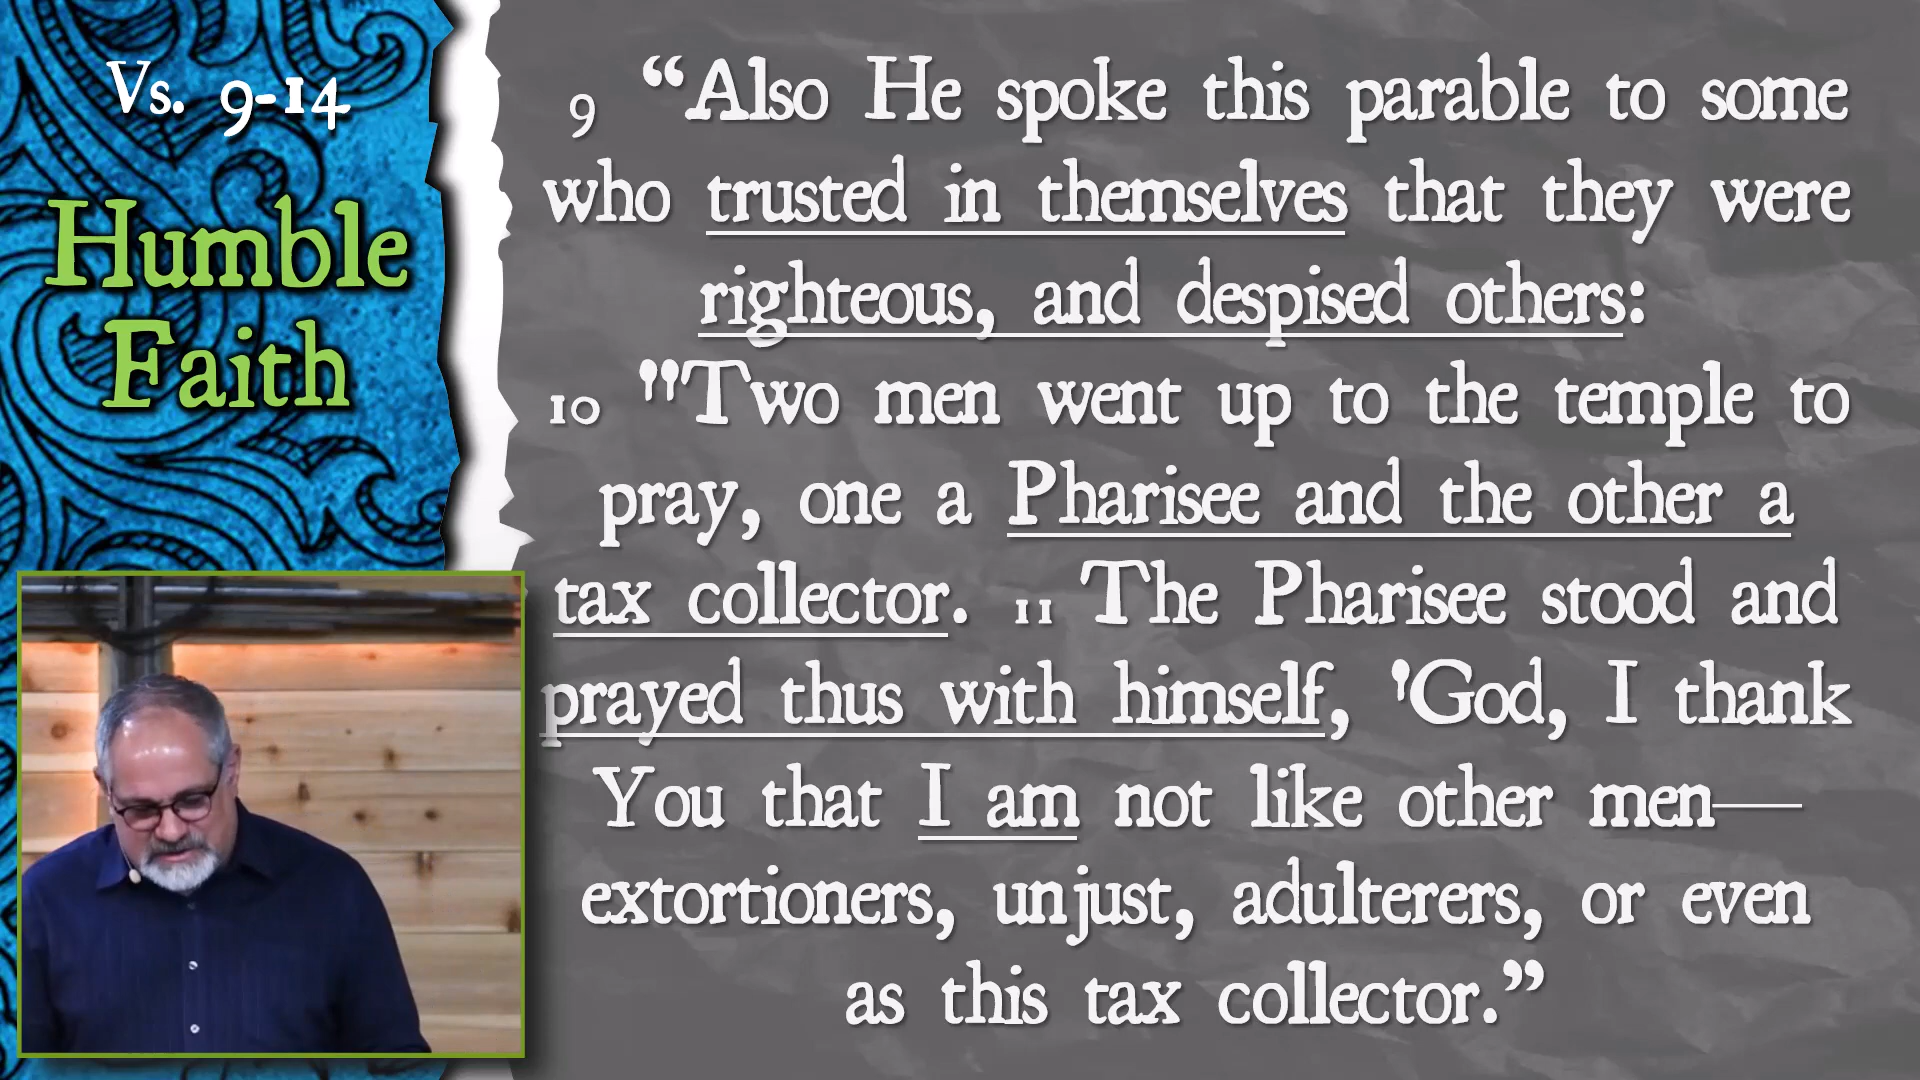 Vs. 9-14
Humble
Faith
9 “Also He spoke this parable to some
who trusted in themselves that they were
righteous, and despised others:
10 "Two men went up to the temple to
pray, one a Pharisee and the other a
tax collector. 11 The Pharisee stood and
prayed thus with himself, 'God, I thank
You that I am not like other men—
extortioners, unjust, adulterers, or even
as this tax collector.”